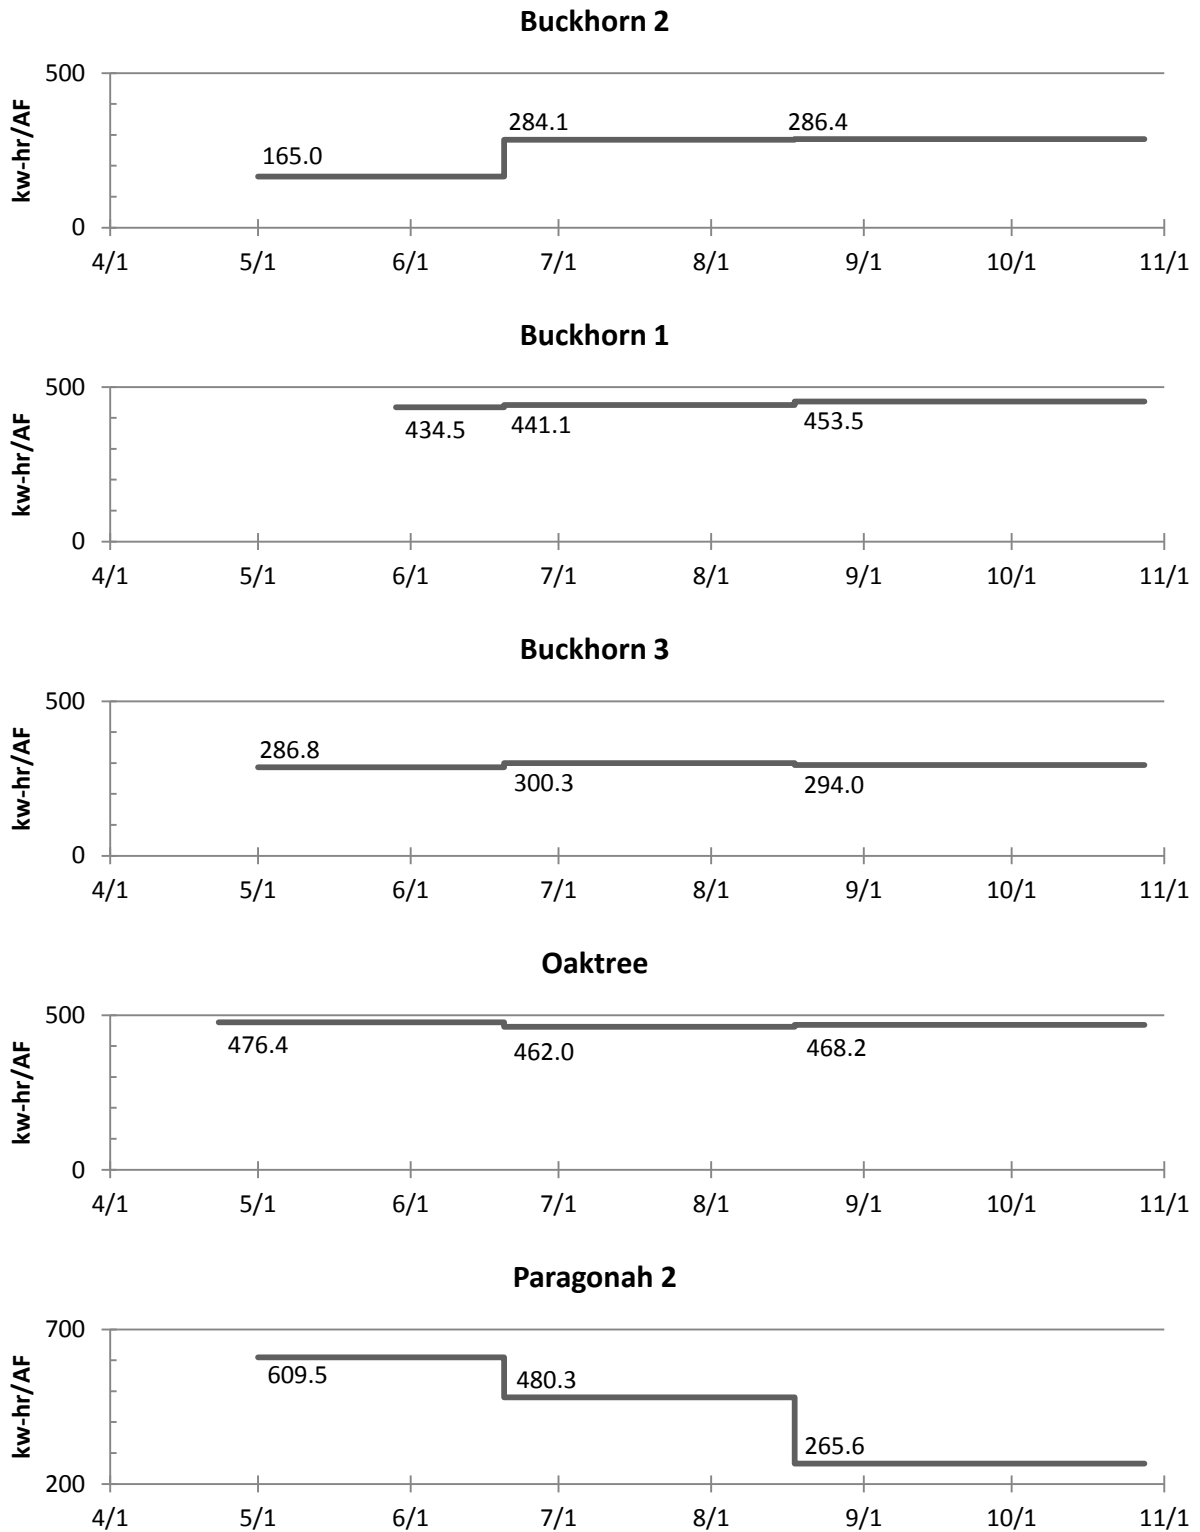 Buckhorn 2
kw-hr/AF
500
284.1 286.4
165.0
0
4/1 5/1 6/1 7/1 8/1 9/1 10/1 11/1
Buckhorn 1
kw-hr/AF
500
434.5 441.1 453.5
0
4/1 5/1 6/1 7/1 8/1 9/1 10/1 11/1
Buckhorn 3
kw-hr/AF
500
286.8
300.3 294.0
0
4/1 5/1 6/1 7/1 8/1 9/1 10/1 11/1
Oaktree
kw-hr/AF
500
476.4 462.0 468.2
0
4/1 5/1 6/1 7/1 8/1 9/1 10/1 11/1
Paragonah 2
kw-hr/AF
700
609.5 480.3
265.6
200
4/1 5/1 6/1 7/1 8/1 9/1 10/1 11/1